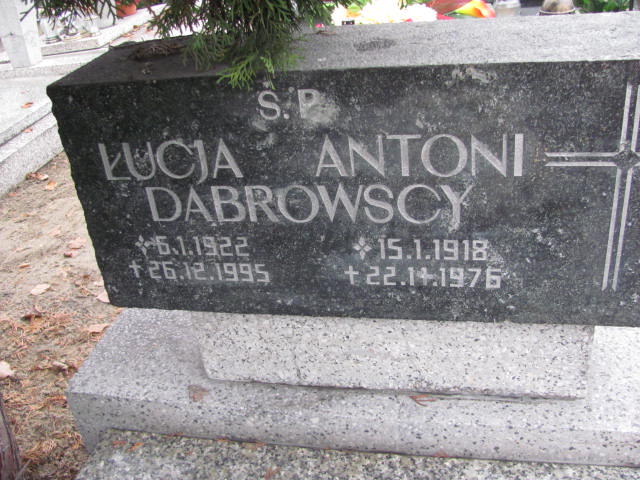 Ś.P.
ŁUCJA ANTONI
DĄBROWSCY
6.1.1922 15.1.1918
26.12.1995 22.11.1976